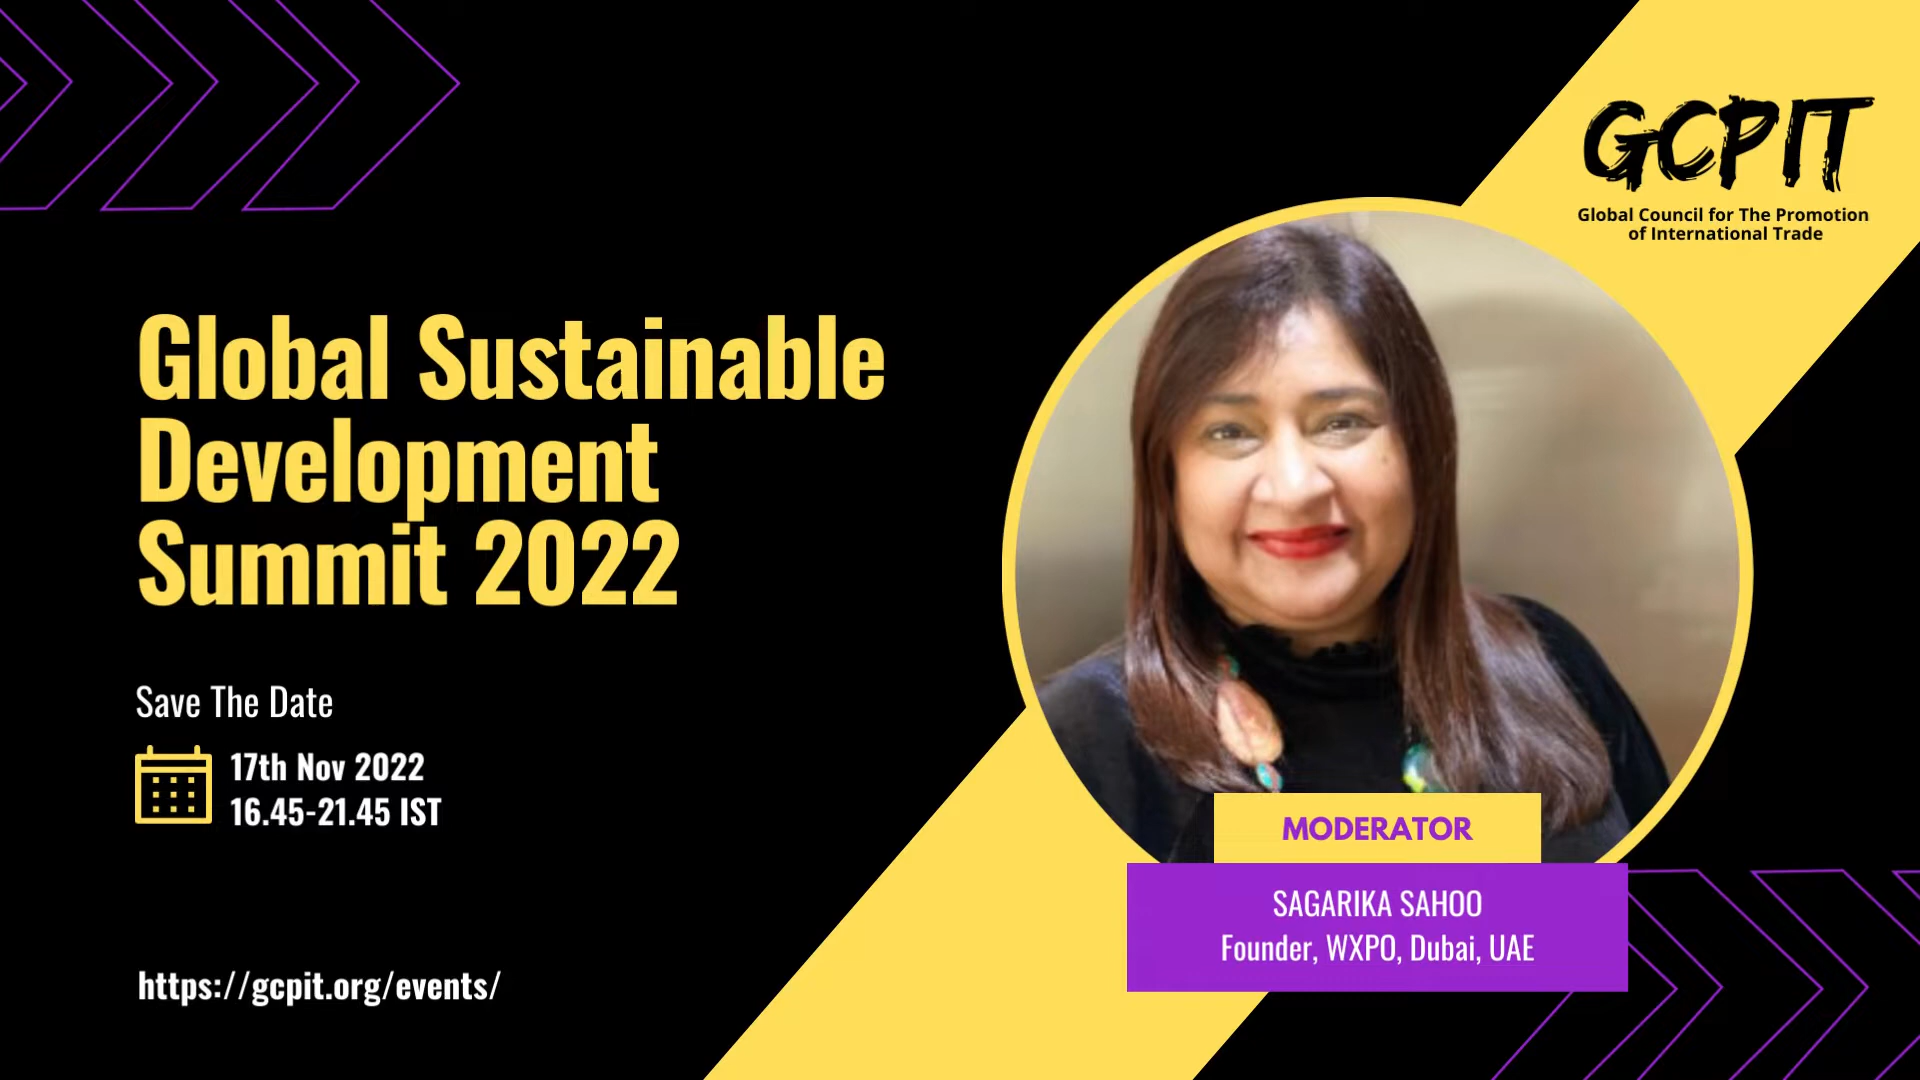 GCPIT
Global Council for The Promotion
of International Trade
Global Sustainable
Development
Summit 2022
Save The Date
17th Nov 2022
16.45-21.45 IST
https://gcpit.org/events/
MODERATOR
SAGARIKA SAHOO
Founder, WXPO, Dubai, UAE